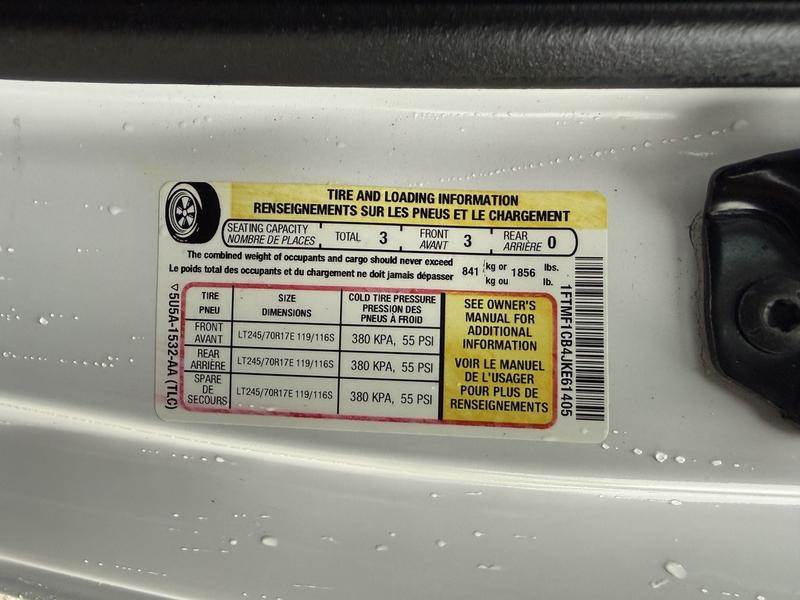 TIRE AND LOADING INFORMATION
RENSEIGNEMENTS SUR LES PNEUS ET LE CHARGEMENT
SEATING CAPACITY
NOMBRE DE PLACES
TOTAL 3
FRONT
AVANT
3
REAR
ARRIÈRE
0
The combined weight of occupants and cargo should never exceed
Le poids total des occupants et du chargement ne doit jamais dépasser
841
kg or
kg ou
1856
lbs.
lb.
TIRE
PNEU
SIZE
DIMENSIONS
COLD TIRE PRESSURE
PRESSION DES
PNEUS À FROID
FRONT
AVANT
LT245/70R17E 119/116S
380 KPA, 55 PSI
REAR
ARRIÈRE
LT245/70R17E 119/116S
380 KPA, 55 PSI
SPARE
DE
SECOURS
LT245/70R17E 119/116S
380 KPA, 55 PSI
SEE OWNER'S
MANUAL FOR
ADDITIONAL
INFORMATION
VOIR LE MANUEL
DE L'USAGER
POUR PLUS DE
RENSEIGNEMENTS
5U5A-1532-AA (TLC)
1FTMF1CB4JKE61405